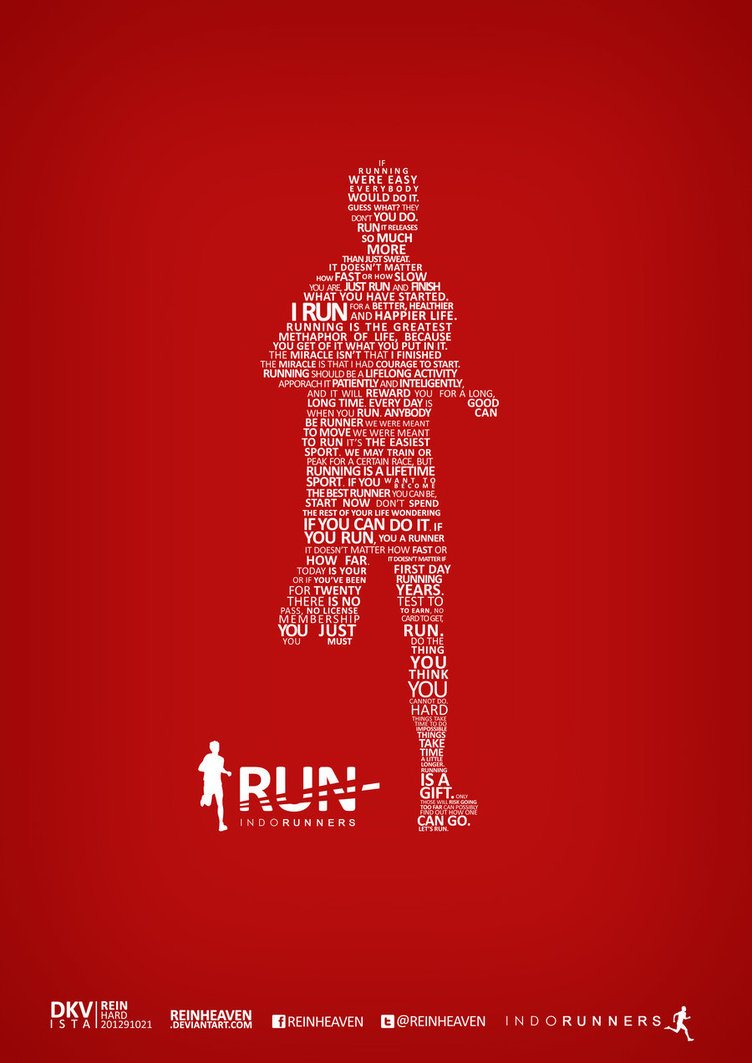 IF
RUNNING
WERE EASY
EVERYBODY
WOULD DO IT.
GUESS WHAT? THEY
DON'T YOU DO.
RUN IT RELEASES
SO MUCH
MORE
THAN JUST SWEAT.
IT DOESN'T MATTER
HOW FAST OR HOW SLOW
YOU ARE, JUST RUN AND FINISH
WHAT YOU HAVE STARTED.
I RUN FOR A BETTER, HEALTHIER
AND HAPPIER LIFE.
RUNNING IS THE GREATEST
METHAPHOR OF LIFE, BECAUSE
YOU GET OF IT WHAT YOU PUT IN IT.
THE MIRACLE ISN'T THAT I FINISHED
THE MIRACLE IS THAT I HAD COURAGE TO START.
RUNNING SHOULD BE A LIFELONG ACTIVITY
APPORACH IT PATIENTLY AND INTELIGENTLY,
AND IT WILL REWARD YOU FOR A LONG,
LONG TIME. EVERY DAY IS GOOD
WHEN YOU RUN. ANYBODY CAN
BE RUNNER WE WERE MEANT
TO MOVE WE WERE MEANT
TO RUN IT'S THE EASIEST
SPORT. WE MAY TRAIN OR
PEAK FOR A CERTAIN RACE, BUT
RUNNING IS A LIFETIME
SPORT. IF YOU WANT TO
BECOME
THE BEST RUNNER YOU CAN BE,
START NOW DON'T SPEND
THE REST OF YOUR LIFE WONDERING
IF YOU CAN DO IT. IF
YOU RUN, YOU A RUNNER
IT DOESN'T MATTER HOW FAST OR
HOW FAR. IT DOESN'T MATTER IF
TODAY IS YOUR FIRST DAY
OR IF YOU'VE BEEN RUNNING
FOR TWENTY YEARS.
THERE IS NO TEST TO
PASS, NO LICENSE TO EARN, NO
MEMBERSHIP CARD TO GET,
YOU JUST RUN.
YOU MUST DO THE
THING
YOU
THINK
YOU
CANNOT DO.
HARD
THINGS TAKE
TIME TO DO
IMPOSSIBLE
THINGS
TAKE
TIME
A LITTLE
LONGER.
RUNNING
IS A
GIFT. ONLY
THOSE WILL RISK GOING
TOO FAR CAN POSSIBLY
FIND OUT HOW ONE
CAN GO.
LET'S RUN.
RUN
INDORUNNERS
DKV REIN
HARD
ISTA 201291021
REINHEAVEN
.DEVIANTART.COM
f REINHEAVEN
t @REINHEAVEN
INDORUNNERS